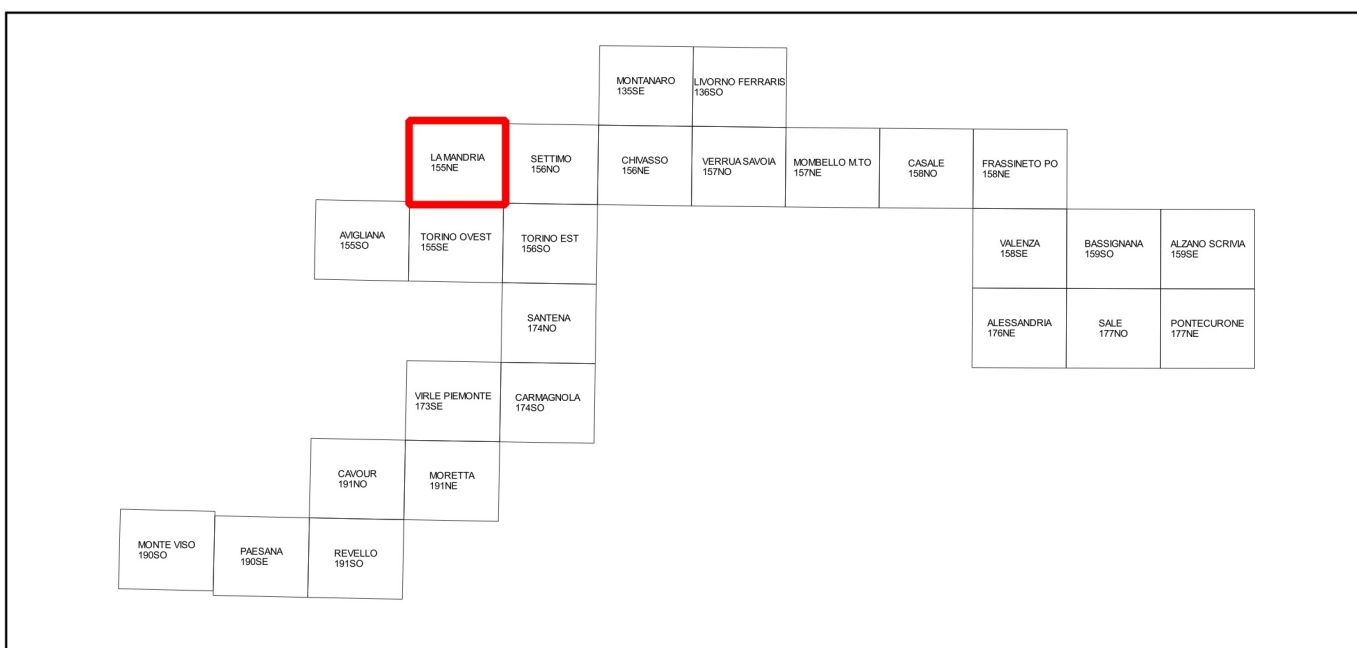 MONTANARO
135SE
LIVORNO FERRARIS
136SO
LA MANDRIA
155NE
SETTIMO
156NO
CHIVASSO
156NE
VERRUA SAVOIA
157NO
MOMBELLO M.TO
157NE
CASALE
158NO
FRASSINETO PO
158NE
AVIGLIANA
155SO
TORINO OVEST
155SE
TORINO EST
156SO
VALENZA
158SE
BASSIGNANA
159SO
ALZANO SCRIVIA
159SE
SANTENA
174NO
ALESSANDRIA
176NE
SALE
177NO
PONTECURONE
177NE
VIRLE PIEMONTE
173SE
CARMAGNOLA
174SO
CAVOUR
191NO
MORETTA
191NE
MONTE VISO
190SO
PAESANA
190SE
REVELLO
191SO